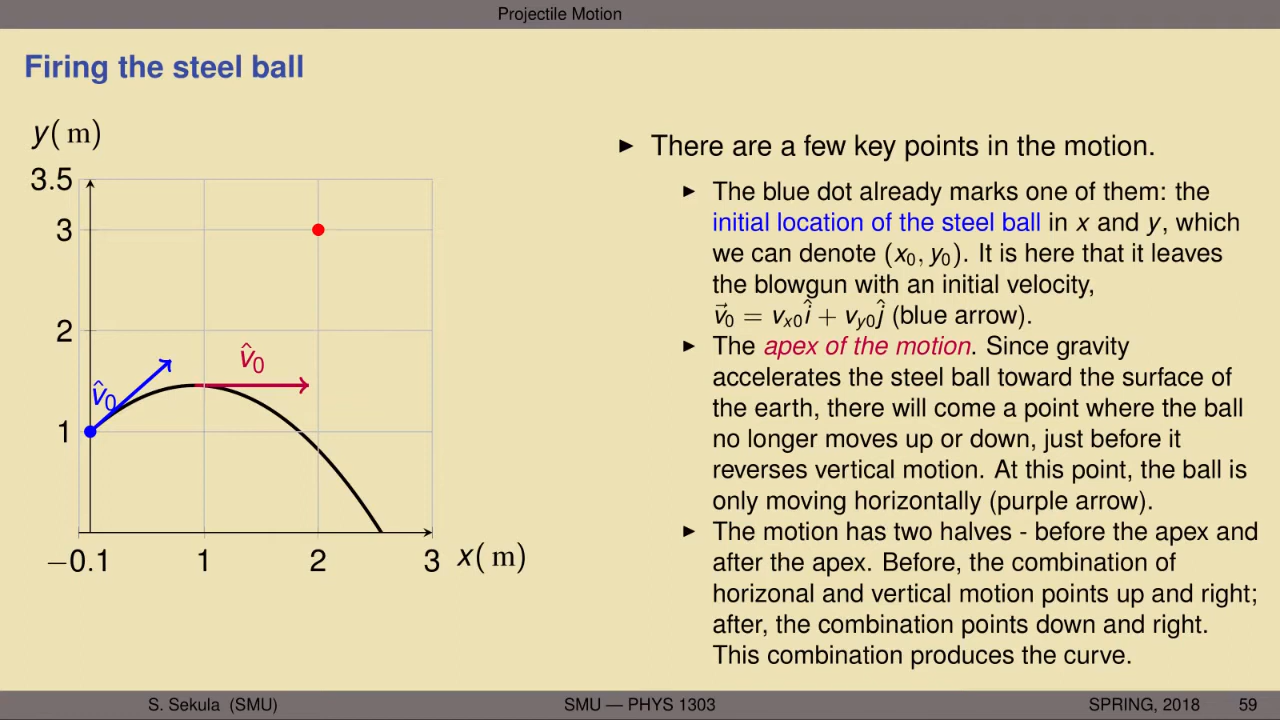 Projectile Motion
Firing the steel ball
y( m)
3.5
3
2
1
−0.1
1
2
3
x( m)
v̂₀
v̂₀
▶ There are a few key points in the motion.
▶ The blue dot already marks one of them: the
initial location of the steel ball in x and y, which
we can denote (x₀, y₀). It is here that it leaves
the blowgun with an initial velocity,
v⃗₀ = vₓ₀î + v_y0ĵ (blue arrow).
▶ The apex of the motion. Since gravity
accelerates the steel ball toward the surface of
the earth, there will come a point where the ball
no longer moves up or down, just before it
reverses vertical motion. At this point, the ball is
only moving horizontally (purple arrow).
▶ The motion has two halves - before the apex and
after the apex. Before, the combination of
horizonal and vertical motion points up and right;
after, the combination points down and right.
This combination produces the curve.
S. Sekula (SMU)
SMU — PHYS 1303
SPRING, 2018
59